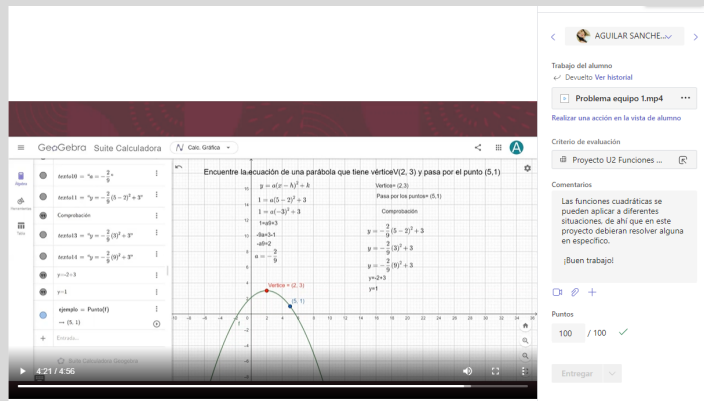 GeoGebra Suite Calculadora
Calc. Gráfica
A
texto10 = "a = -2/9"
texto11 = "y = -2/9(5 - 2)² + 3"
Comprobación
texto13 = "y = -2/9(3)² + 3"
texto14 = "y = -2/9(9)² + 3"
y=-2+3
y=1
ejemplo = Punto(f)
→ (5, 1)
Entrada…
Suite Calculadora Geogebra
Encuentre la ecuación de una parábola que tiene vérticeV(2, 3) y pasa por el punto (5,1)
y = a(x - h)² + k
1 = a(5 - 2)² + 3
1 = a(-3)² + 3
1=a9+3
-9a=3-1
-a9=2
a = -2/9
Vertice= (2,3)
Pasa por los puntos= (5,1)
Comprobación
y = -2/9(5 - 2)² + 3
y = -2/9(3)² + 3
y = -2/9(9)² + 3
y=-2+3
y=1
Vertice = (2, 3)
(5, 1)
4:21 / 4:56
AGUILAR SANCHE...
Trabajo del alumno
Devuelto Ver historial
Problema equipo 1.mp4
Realizar una acción en la vista de alumno
Criterio de evaluación
Proyecto U2 Funciones ...
Comentarios
Las funciones cuadráticas se
pueden aplicar a diferentes
situaciones, de ahí que en este
proyecto debieran resolver alguna
en específico.
¡Buen trabajo!
Puntos
100 / 100
Entregar